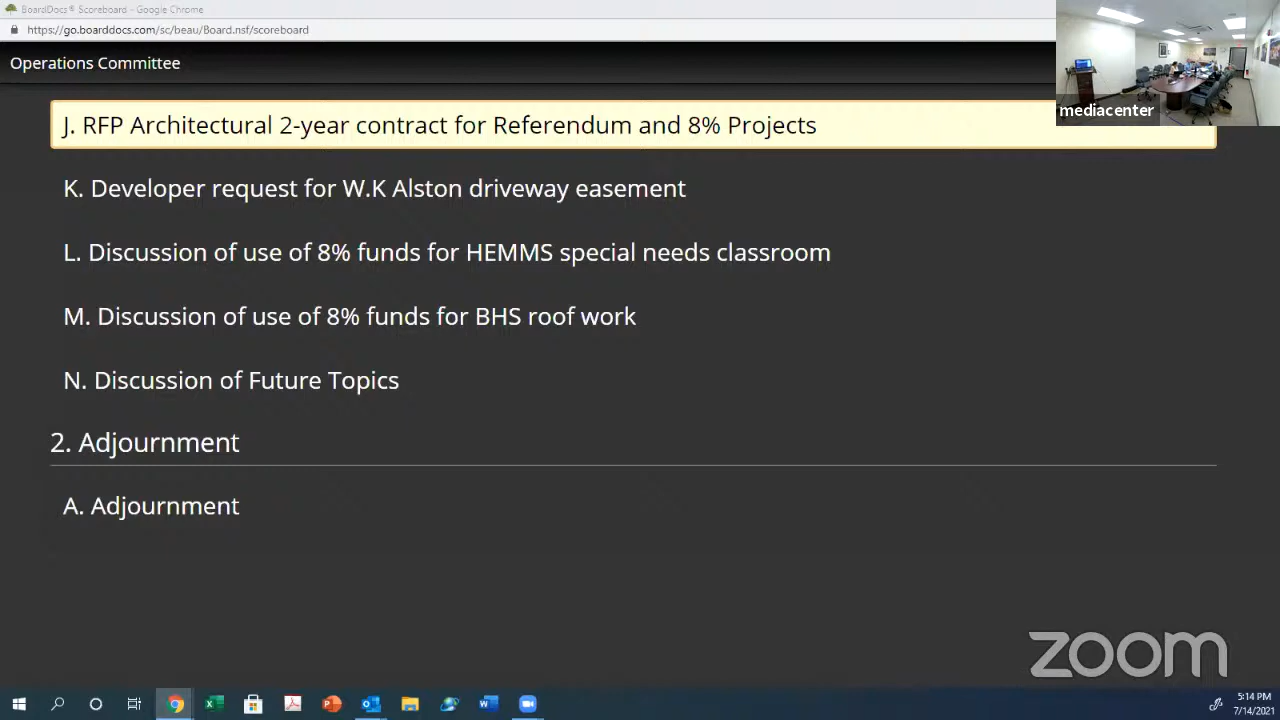 BoardDocs® Scoreboard - Google Chrome
https://go.boarddocs.com/sc/beau/Board.nsf/scoreboard
Operations Committee
mediacenter
J. RFP Architectural 2-year contract for Referendum and 8% Projects
K. Developer request for W.K Alston driveway easement
L. Discussion of use of 8% funds for HEMMS special needs classroom
M. Discussion of use of 8% funds for BHS roof work
N. Discussion of Future Topics
2. Adjournment
A. Adjournment
zoom
5:14 PM
7/14/2021